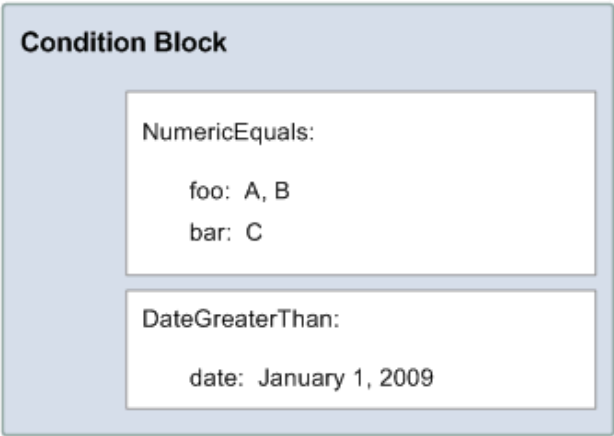 Condition Block
NumericEquals:
foo: A, B
bar: C
DateGreaterThan:
date: January 1, 2009